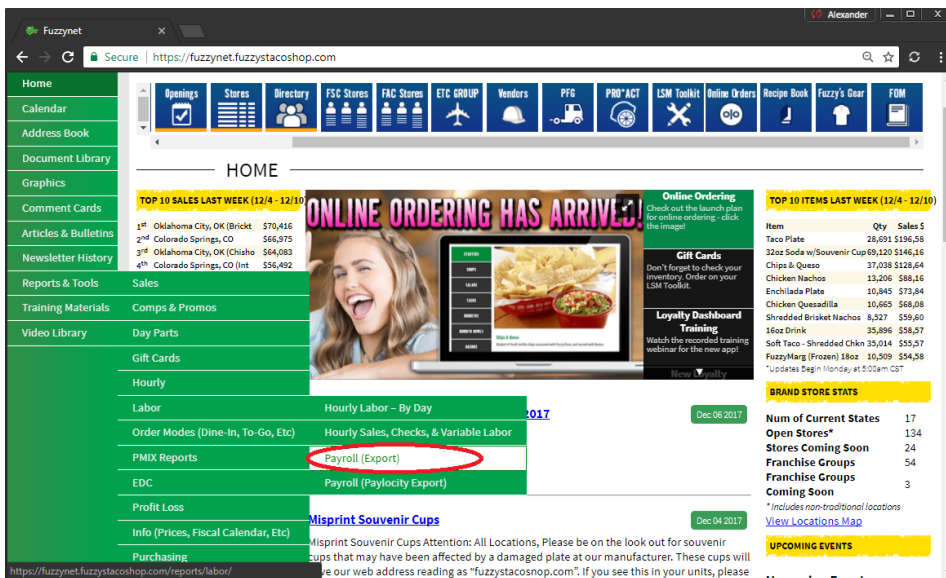 Alexander
Fuzzynet
Secure | https://fuzzynet.fuzzystacoshop.com
Home
Calendar
Address Book
Document Library
Graphics
Comment Cards
Articles & Bulletins
Newsletter History
Reports & Tools
Training Materials
Video Library
Openings Stores Directory FSC Stores FAC Stores ETC GROUP Vendors PFG PRO*ACT LSM Toolkit Online Orders Recipe Book Fuzzy's Gear FOM
HOME
TOP 10 SALES LAST WEEK (12/4 - 12/10)
1st Oklahoma City, OK (Brickt $70,416
2nd Colorado Springs, CO $66,975
3rd Oklahoma City, OK (Chisho $64,083
4th Colorado Springs, CO (Int $56,492
ONLINE ORDERING HAS ARRIVED!
Online Ordering
Check out the launch plan
for online ordering - click
the image!
Gift Cards
Don't forget to check your
inventory. Order on your
LSM Toolkit.
Loyalty Dashboard
Training
Watch the recorded training
webinar for the new app!
New Loyalty
TOP 10 ITEMS LAST WEEK (12/4 - 12/10)
Item Qty Sales $
Taco Plate 28,691 $196,58
32oz Soda w/Souvenir Cup 69,120 $146,16
Chips & Queso 37,038 $128,64
Chicken Nachos 13,206 $88,16
Enchilada Plate 10,845 $73,84
Chicken Quesadilla 10,665 $68,08
Shredded Brisket Nachos 8,527 $59,60
16oz Drink 35,896 $58,57
Soft Taco - Shredded Chkn 35,014 $55,57
FuzzyMarg (Frozen) 18oz 10,509 $54,58
*Updates Begin Monday at 5:00am CST
BRAND STORE STATS
Num of Current States 17
Open Stores* 134
Stores Coming Soon 24
Franchise Groups 54
Franchise Groups
Coming Soon 3
* Includes non-traditional locations
View Locations Map
UPCOMING EVENTS
Sales
Comps & Promos
Day Parts
Gift Cards
Hourly
Labor
Order Modes (Dine-In, To-Go, Etc)
PMIX Reports
EDC
Profit Loss
Info (Prices, Fiscal Calendar, Etc)
Purchasing
Hourly Labor – By Day
Hourly Sales, Checks, & Variable Labor
Payroll (Export)
Payroll (Paylocity Export)
2017
Dec 06 2017
Misprint Souvenir Cups
Dec 04 2017
Misprint Souvenir Cups Attention: All Locations, Please be on the look out for souvenir
cups that may have been affected by a damaged plate at our manufacturer. These cups will
ve our web address reading as "fuzzystacosnop.com". If you see this in your units, please
https://fuzzynet.fuzzystacoshop.com/reports/labor/